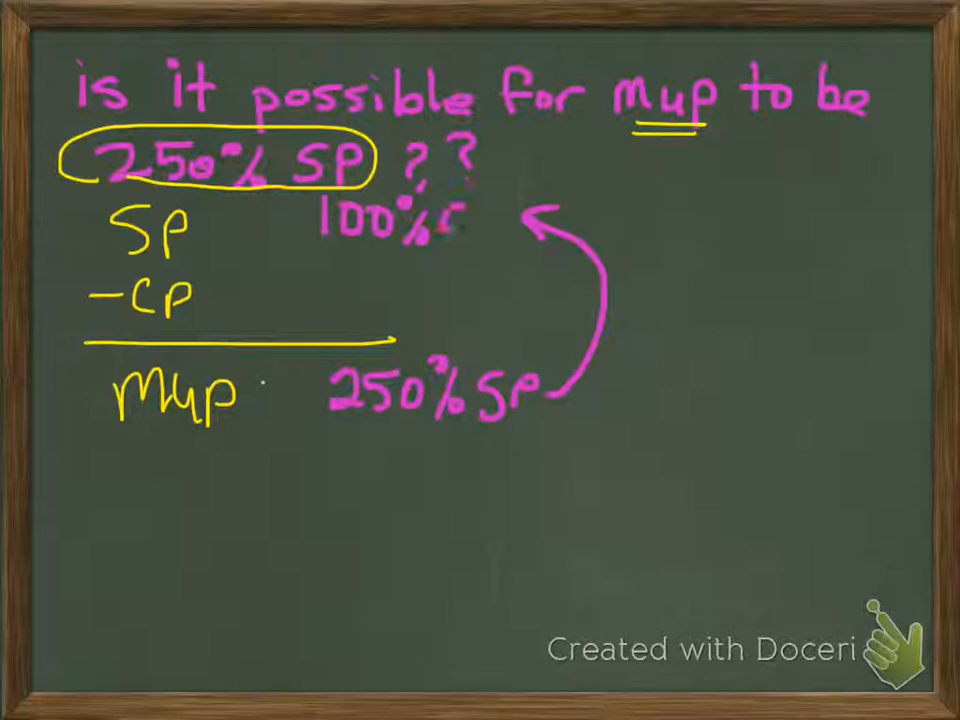 is it possible for mup to be
250% SP ? ?
SP 100%
-CP
mup 250% SP
Created with Doceri